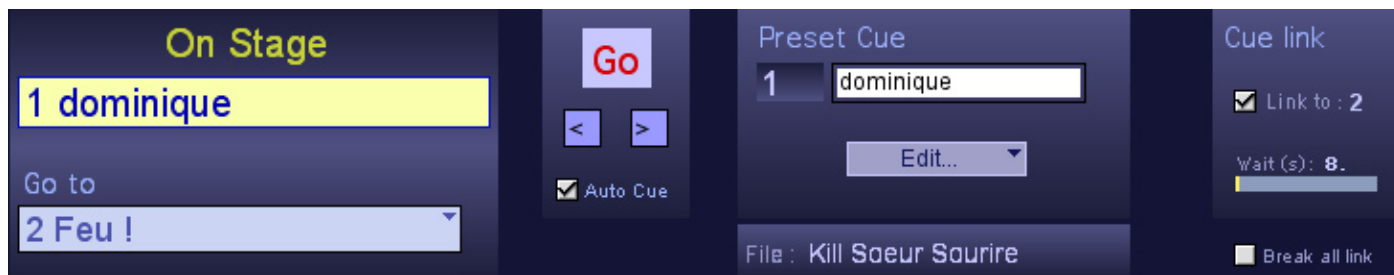 On Stage
1 dominique
Go to
2 Feu !
Go
< >
Auto Cue
Preset Cue
1 dominique
Edit...
File : Kill Soeur Sourire
Cue link
Link to : 2
Wait (s) : 8.
Break all link